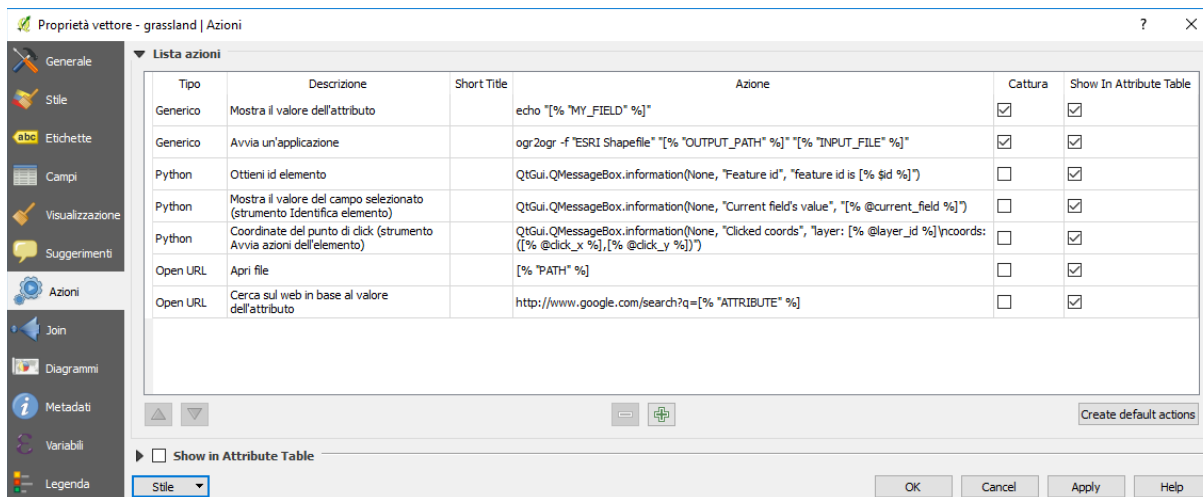 Proprietà vettore - grassland | Azioni
?
Generale
Stile
abc Etichette
Campi
Visualizzazione
Suggerimenti
Azioni
Join
Diagrammi
Metadati
Variabili
Legenda
Lista azioni
Tipo Descrizione Short Title Azione Cattura Show In Attribute Table
Generico Mostra il valore dell'attributo echo "[% "MY_FIELD" %]"
Generico Avvia un'applicazione ogr2ogr -f "ESRI Shapefile" "[% "OUTPUT_PATH" %]" "[% "INPUT_FILE" %]"
Python Ottieni id elemento QtGui.QMessageBox.information(None, "Feature id", "feature id is [% $id %]")
Python Mostra il valore del campo selezionato
(strumento Identifica elemento) QtGui.QMessageBox.information(None, "Current field's value", "[% @current_field %]")
Python Coordinate del punto di click (strumento
Avvia azioni dell'elemento) QtGui.QMessageBox.information(None, "Clicked coords", "layer: [% @layer_id %]\ncoords:
([% @click_x %],[% @click_y %])")
Open URL Apri file [% "PATH" %]
Open URL Cerca sul web in base al valore
dell'attributo http://www.google.com/search?q=[% "ATTRIBUTE" %]
Create default actions
Show in Attribute Table
Stile OK Cancel Apply Help